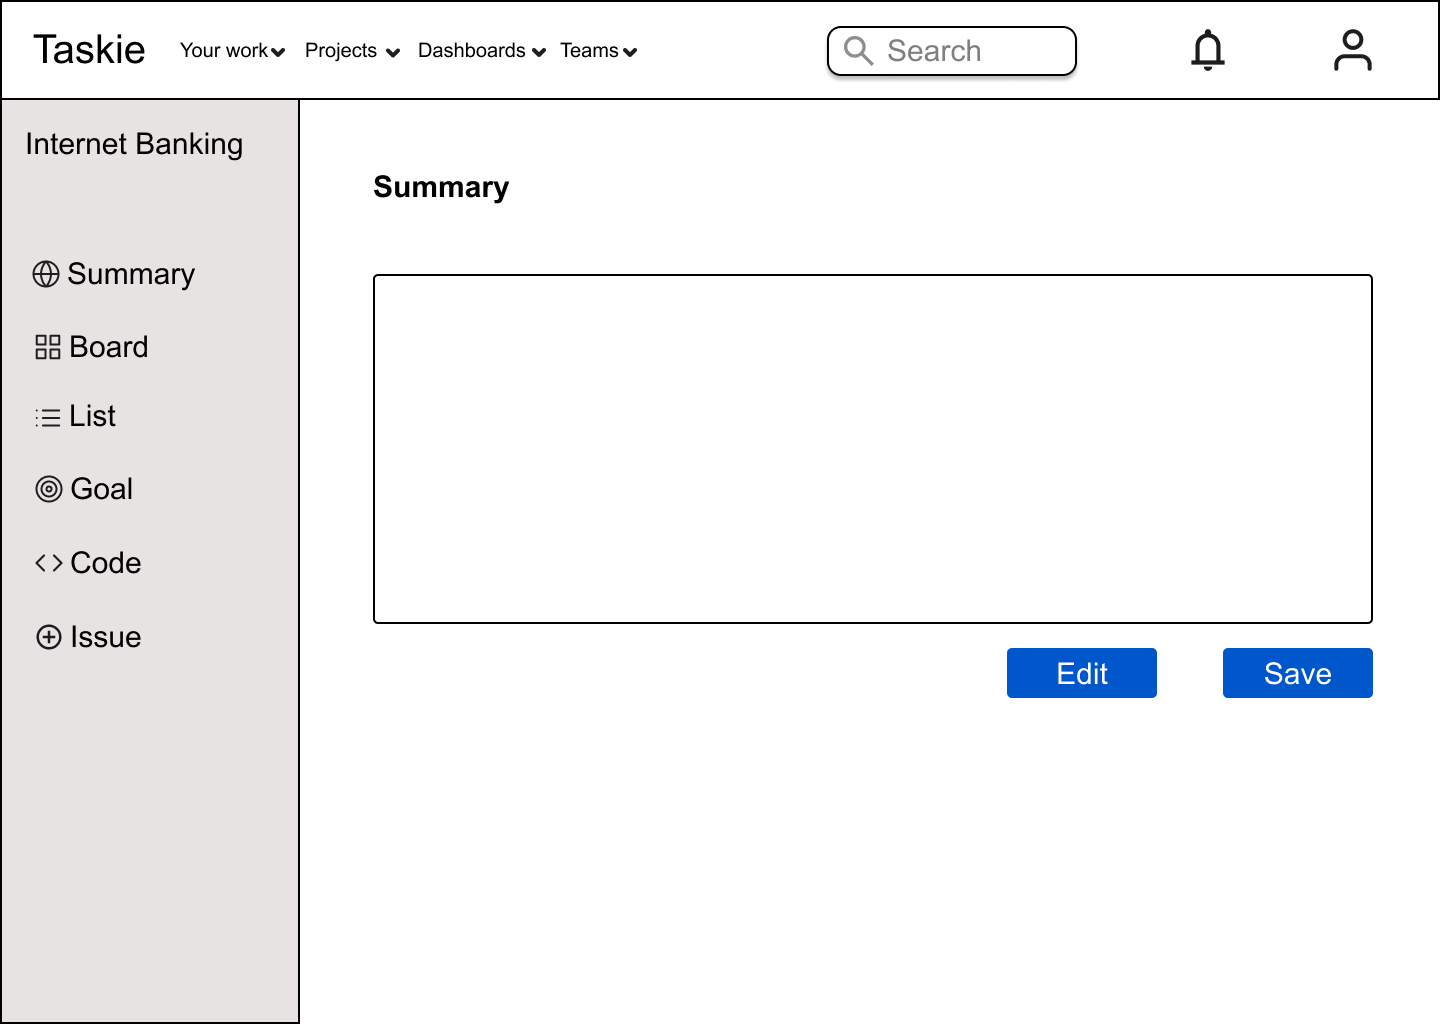 Taskie Your work Projects Dashboards Teams Search
Internet Banking
Summary
Summary
Board
List
Goal
Code
Issue
Edit Save